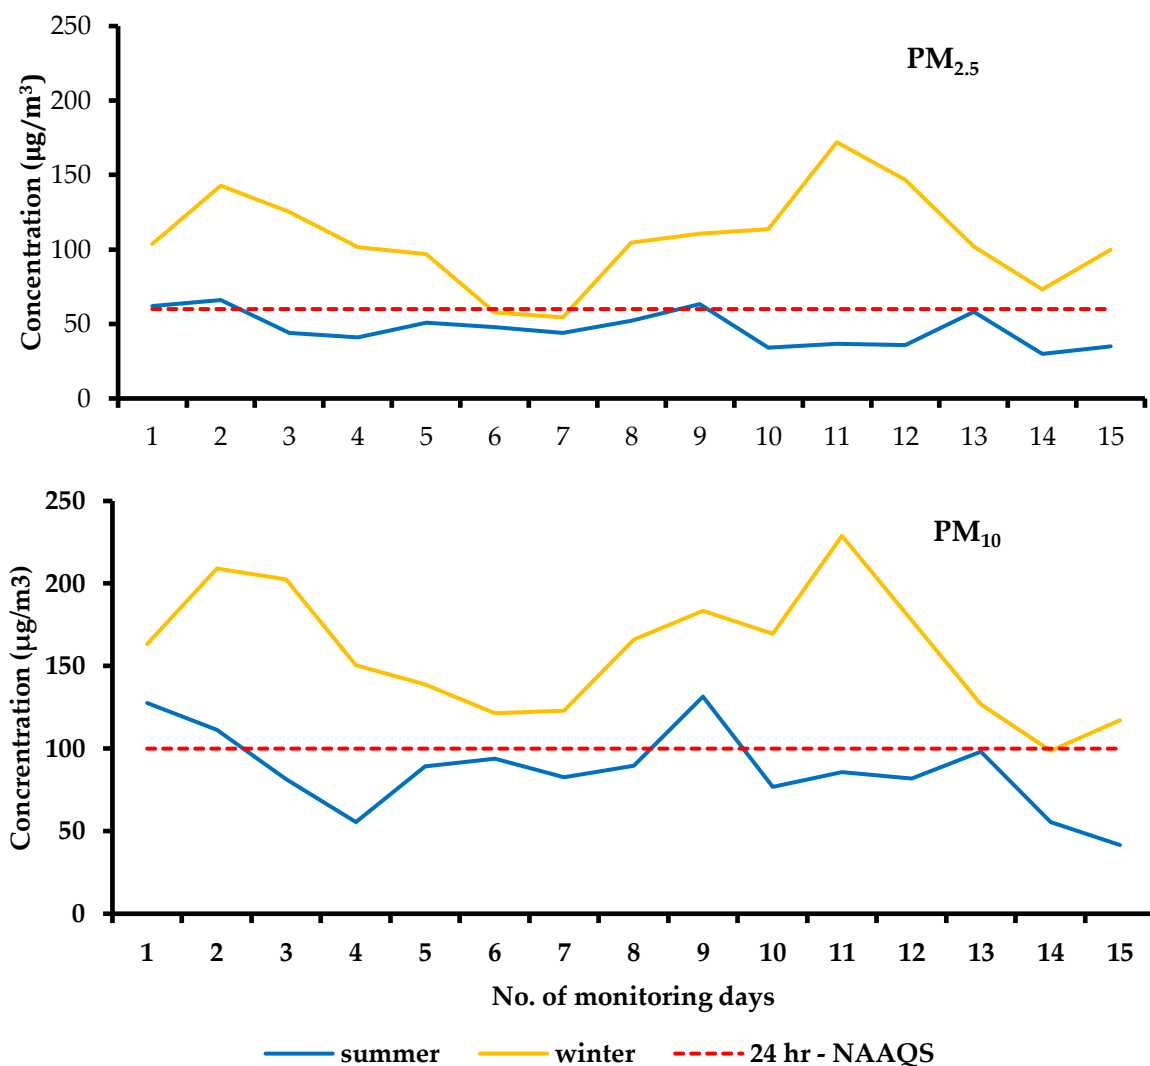 PM2.5
Concentration (µg/m³)
250
200
150
100
50
0
1 2 3 4 5 6 7 8 9 10 11 12 13 14 15
PM10
Concrentration (µg/m3)
250
200
150
100
50
0
1 2 3 4 5 6 7 8 9 10 11 12 13 14 15
No. of monitoring days
summer winter 24 hr - NAAQS